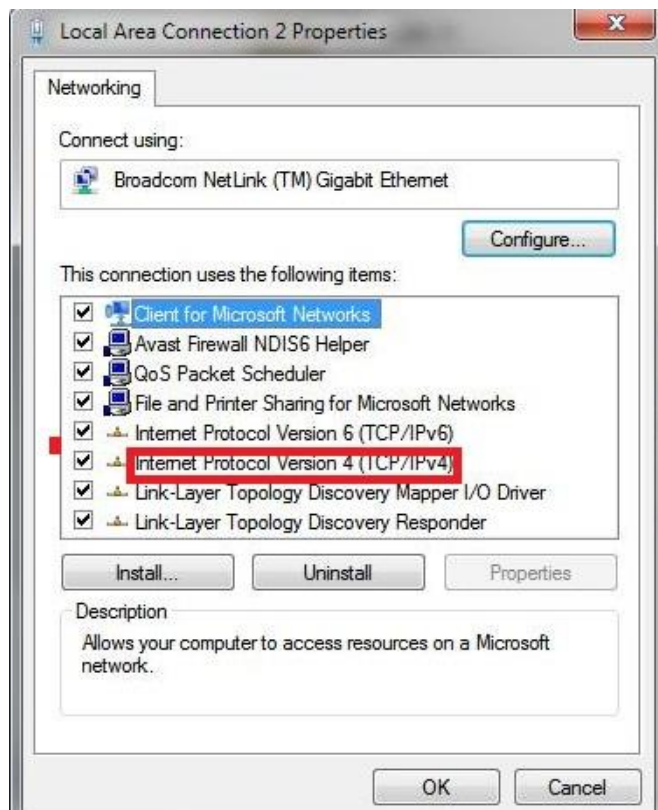 Local Area Connection 2 Properties
Networking
Connect using:
Broadcom NetLink (TM) Gigabit Ethernet
Configure...
This connection uses the following items:
Client for Microsoft Networks
Avast Firewall NDIS6 Helper
QoS Packet Scheduler
File and Printer Sharing for Microsoft Networks
Internet Protocol Version 6 (TCP/IPv6)
Internet Protocol Version 4 (TCP/IPv4)
Link-Layer Topology Discovery Mapper I/O Driver
Link-Layer Topology Discovery Responder
Install... Uninstall Properties
Description
Allows your computer to access resources on a Microsoft
network.
OK Cancel